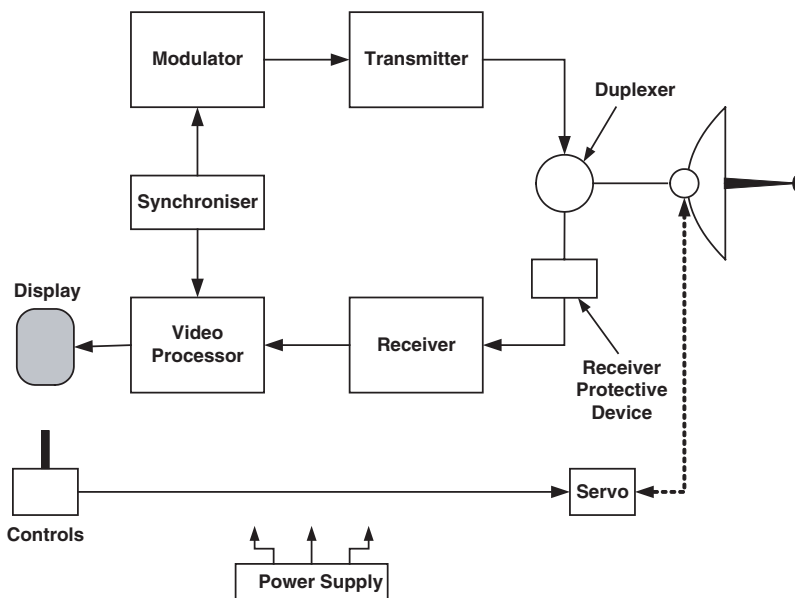 Modulator
Transmitter
Duplexer
Synchroniser
Display
Video
Processor
Receiver
Receiver
Protective
Device
Servo
Controls
Power Supply